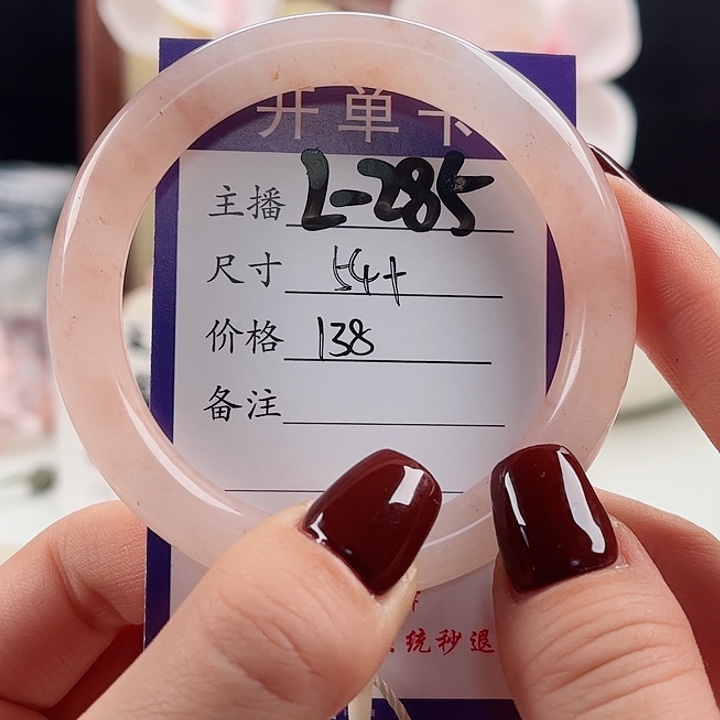 开单卡
主播 L-285
尺寸 54+
价格 138
备注
统秒退